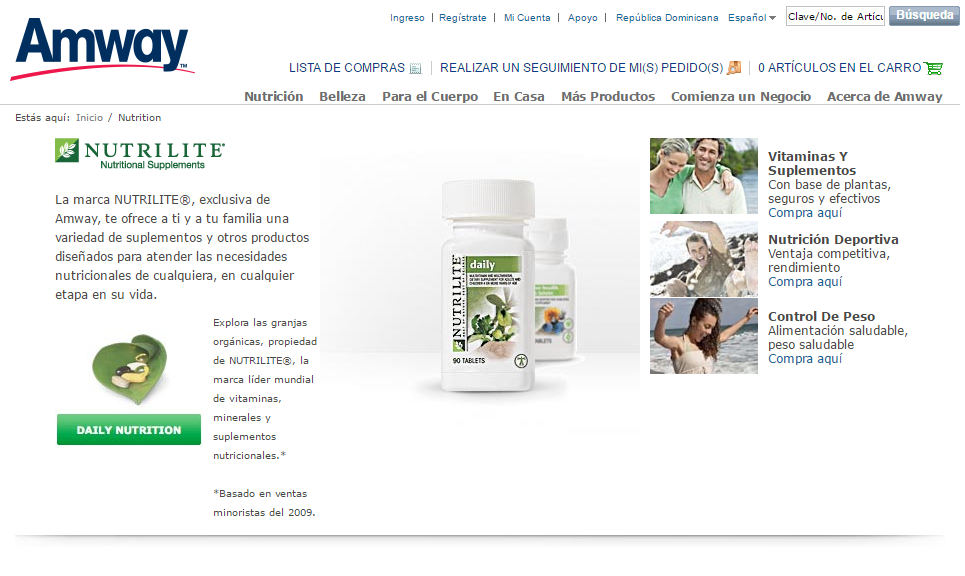 Ingreso | Regístrate | Mi Cuenta | Apoyo | República Dominicana Español
Clave/No. de Artícu
Búsqueda
Amway™
LISTA DE COMPRAS
REALIZAR UN SEGUIMIENTO DE MI(S) PEDIDO(S)
0 ARTÍCULOS EN EL CARRO
Nutrición Belleza Para el Cuerpo En Casa Más Productos Comienza un Negocio Acerca de Amway
Estás aquí: Inicio / Nutrition
NUTRILITE®
Nutritional Supplements
La marca NUTRILITE®, exclusiva de
Amway, te ofrece a ti y a tu familia una
variedad de suplementos y otros productos
diseñados para atender las necesidades
nutricionales de cualquiera, en cualquier
etapa en su vida.
DAILY NUTRITION
Explora las granjas
orgánicas, propiedad
de NUTRILITE®, la
marca líder mundial
de vitaminas,
minerales y
suplementos
nutricionales.*
*Basado en ventas
minoristas del 2009.
NUTRILITE
daily
90 TABLETS
Vitaminas Y
Suplementos
Con base de plantas,
seguros y efectivos
Compra aquí
Nutrición Deportiva
Ventaja competitiva,
rendimiento
Compra aquí
Control De Peso
Alimentación saludable,
peso saludable
Compra aquí